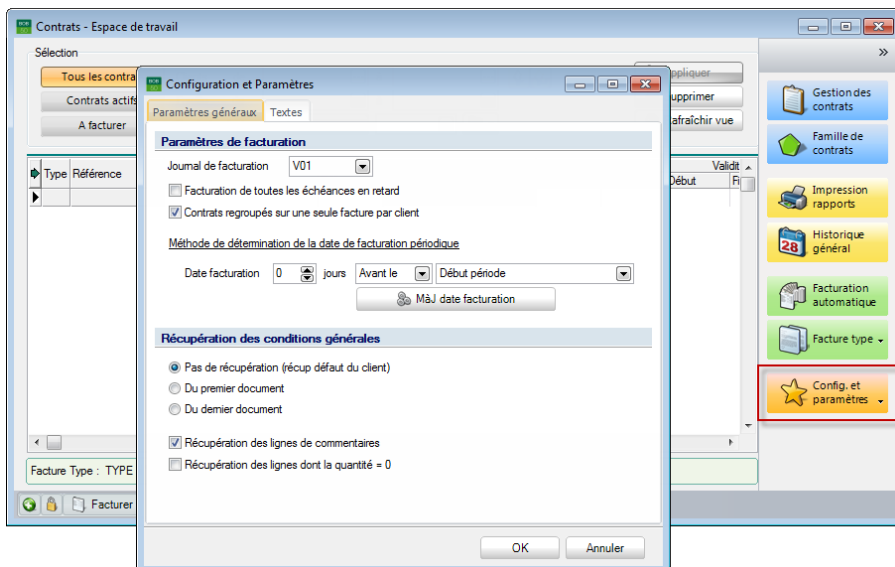 Contrats - Espace de travail
Sélection
Tous les contra
Contrats actifs
A facturer
ppliquer
upprimer
afraîchir vue
Type Référence
Validit
Début
Fi
Facture Type : TYPE
Facturer
Configuration et Paramètres
Paramètres généraux
Textes
Paramètres de facturation
Journal de facturation V01
Facturation de toutes les échéances en retard
Contrats regroupés sur une seule facture par client
Méthode de détermination de la date de facturation périodique
Date facturation 0 jours Avant le Début période
MàJ date facturation
Récupération des conditions générales
Pas de récupération (récup défaut du client)
Du premier document
Du dernier document
Récupération des lignes de commentaires
Récupération des lignes dont la quantité = 0
OK
Annuler
»
Gestion des
contrats
Famille de
contrats
Impression
rapports
28
Historique
général
Facturation
automatique
Facture type
Config. et
paramètres